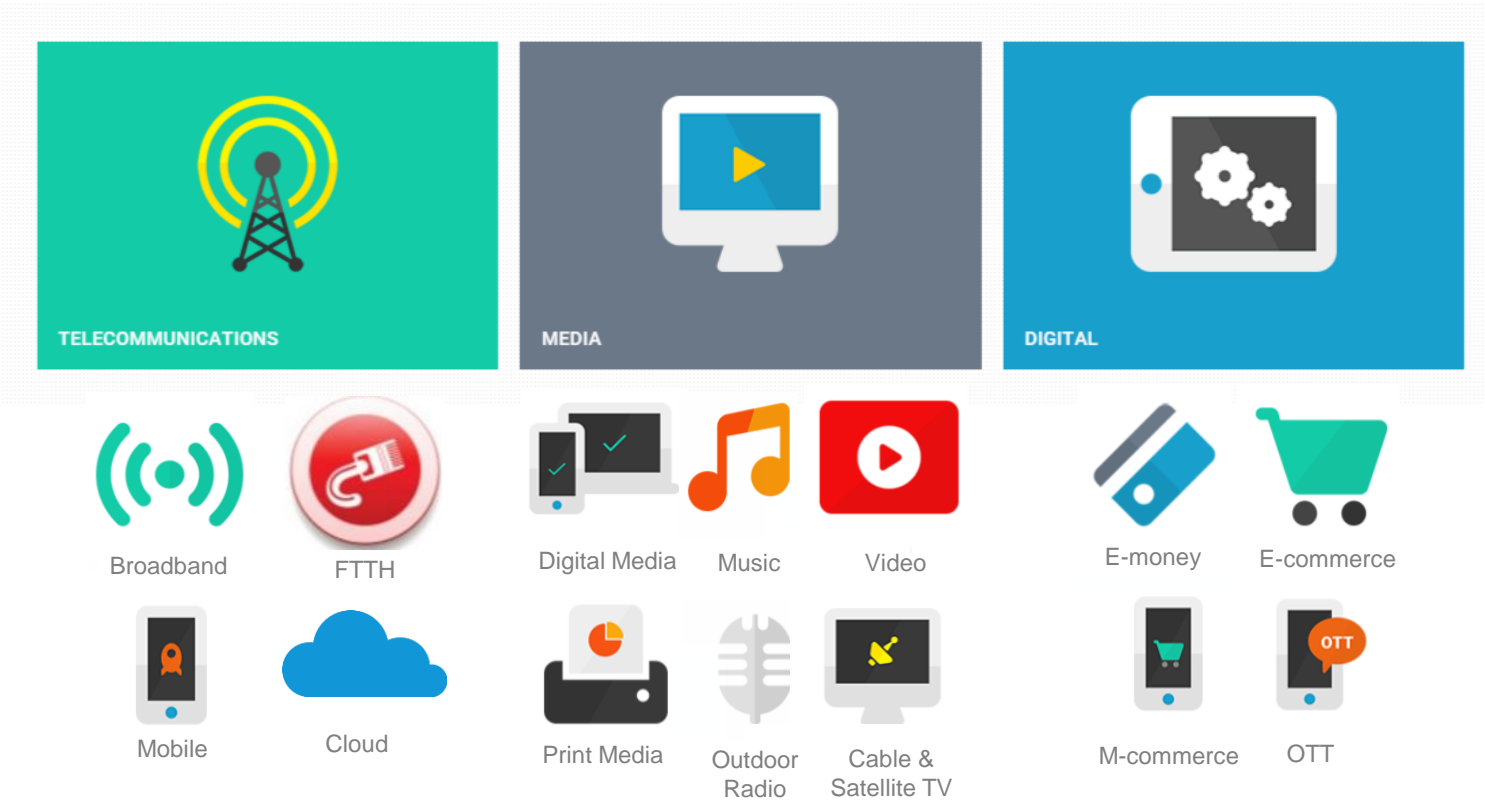 TELECOMMUNICATIONS
MEDIA
DIGITAL
Broadband
FTTH
Digital Media
Music
Video
E-money
E-commerce
OTT
Mobile
Cloud
Print Media
Outdoor
Radio
Cable &
Satellite TV
M-commerce
OTT